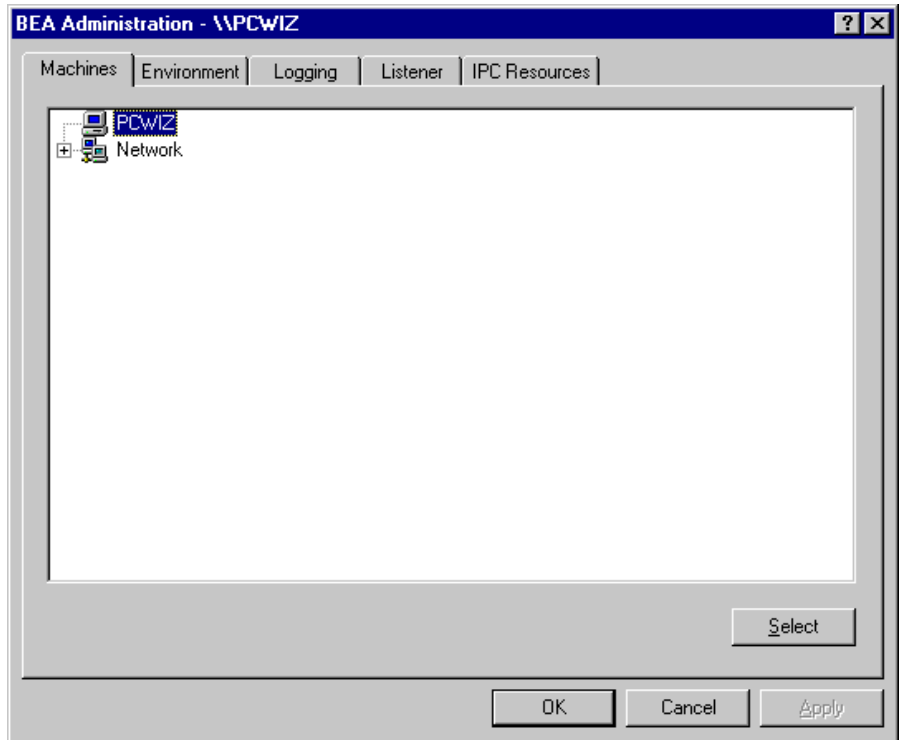 BEA Administration - \\PCWIZ
Machines Environment Logging Listener IPC Resources
PCWIZ
Network
Select
OK Cancel Apply